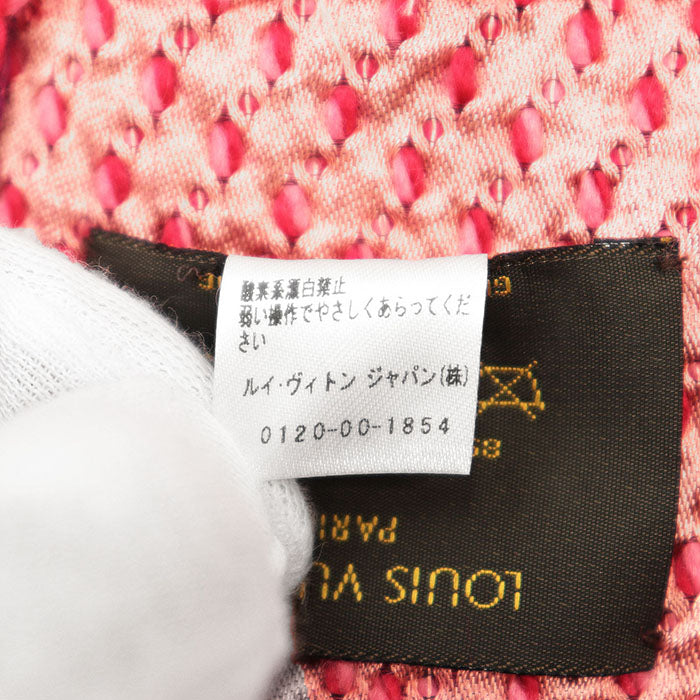 酸素系漂白禁止
弱い操作でやさしくあらってくだ
さい
ルイ・ヴィトン ジャパン(株)
0120-00-1854
LOUIS VU
PARI